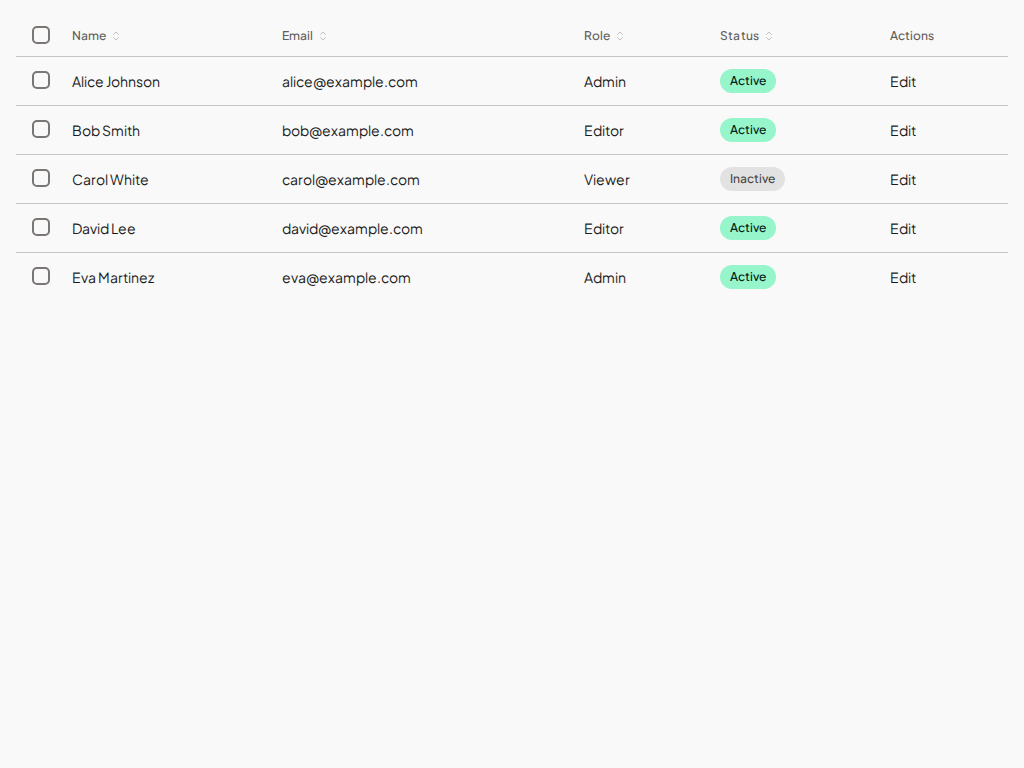 Name Email Role Status Actions
Alice Johnson alice@example.com Admin Active Edit
Bob Smith bob@example.com Editor Active Edit
Carol White carol@example.com Viewer Inactive Edit
David Lee david@example.com Editor Active Edit
Eva Martinez eva@example.com Admin Active Edit